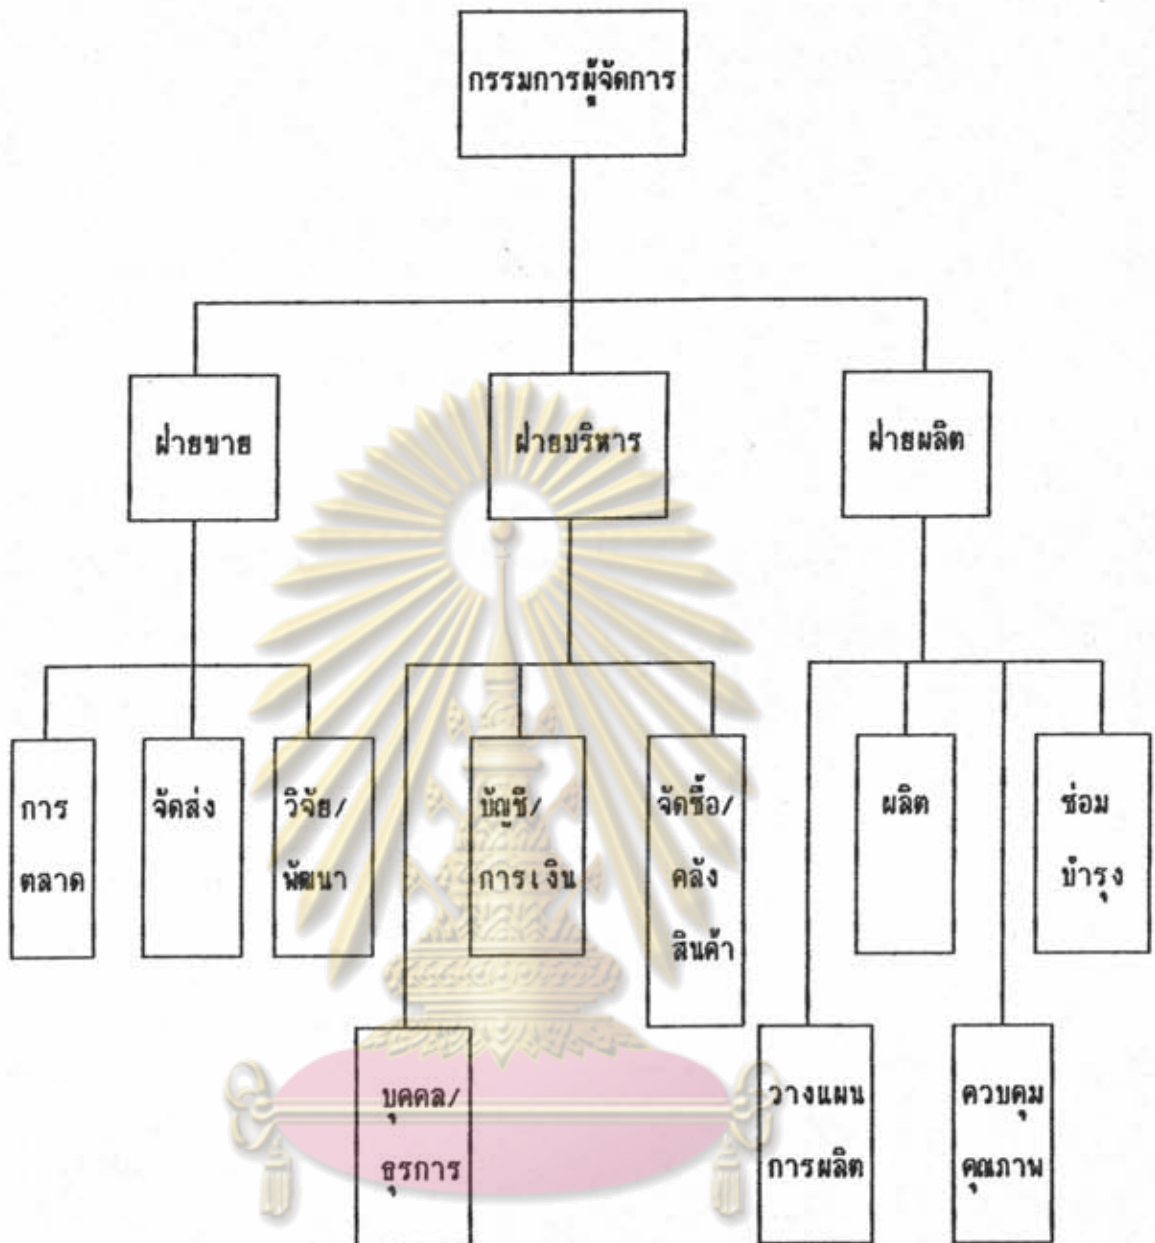 กรรมการผู้จัดการ
ฝ่ายขาย
ฝ่ายบริหาร
ฝ่ายผลิต
การ
ตลาด
จัดส่ง
วิจัย/
พัฒนา
บัญชี/
การเงิน
จัดซื้อ/
คลัง
สินค้า
ผลิต
ซ่อม
บำรุง
บุคคล/
ธุรการ
วางแผน
การผลิต
ควบคุม
คุณภาพ